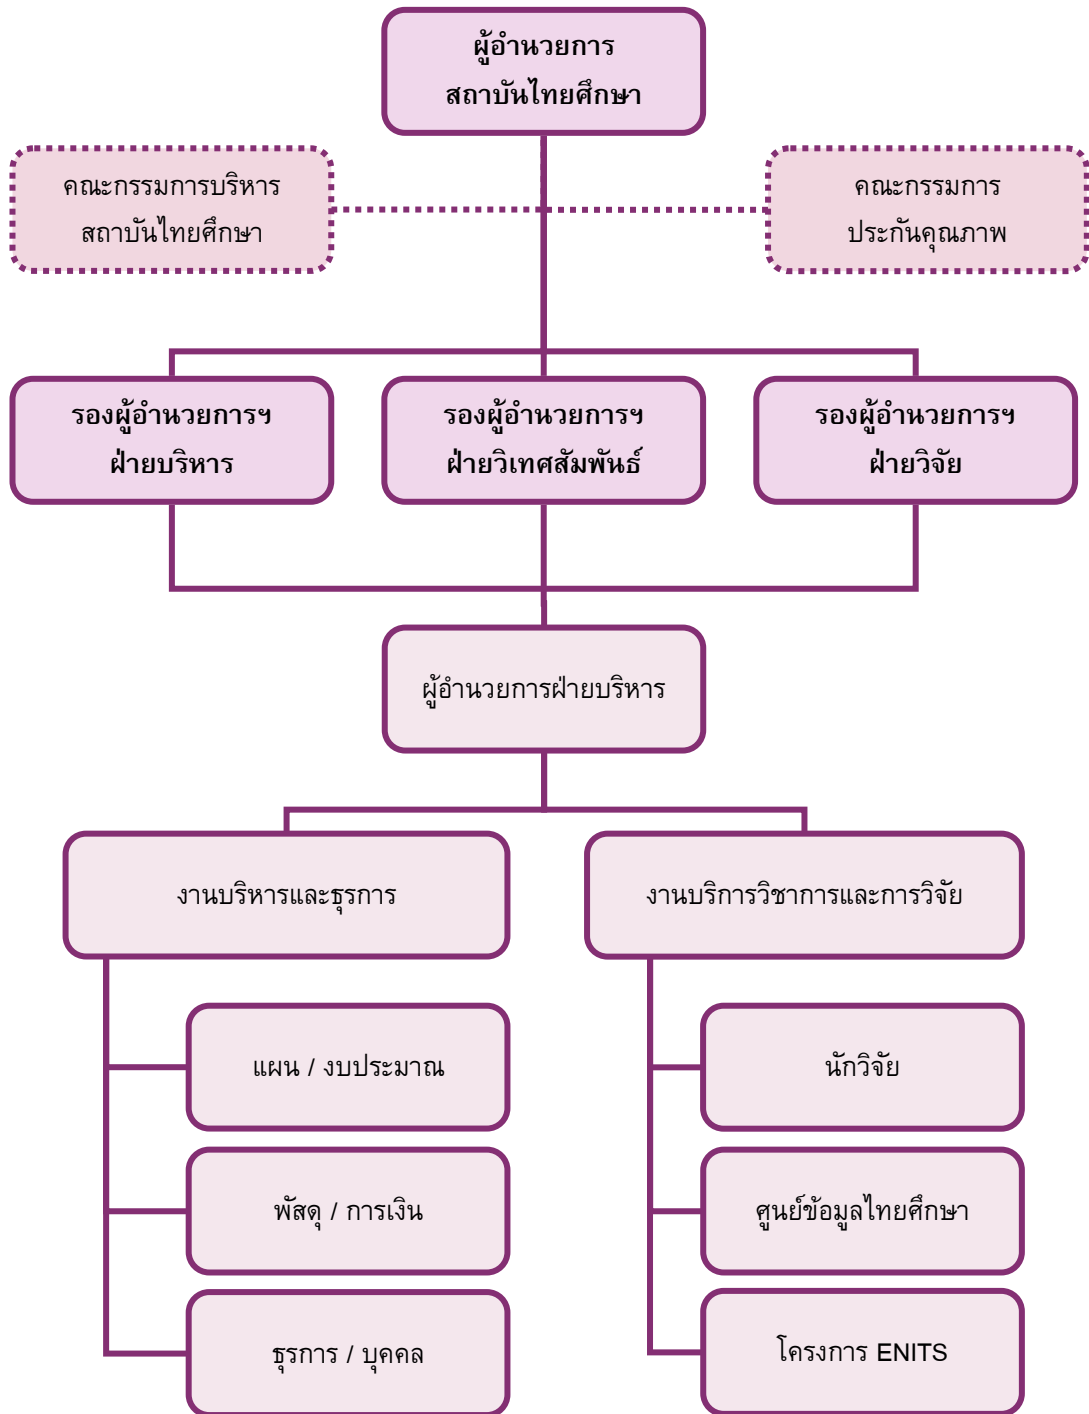 ผู้อำนวยการ
สถาบันไทยศึกษา
คณะกรรมการบริหาร
สถาบันไทยศึกษา
คณะกรรมการ
ประกันคุณภาพ
รองผู้อำนวยการฯ
ฝ่ายบริหาร
รองผู้อำนวยการฯ
ฝ่ายวิเทศสัมพันธ์
รองผู้อำนวยการฯ
ฝ่ายวิจัย
ผู้อำนวยการฝ่ายบริหาร
งานบริหารและธุรการ
งานบริการวิชาการและการวิจัย
แผน / งบประมาณ
นักวิจัย
พัสดุ / การเงิน
ศูนย์ข้อมูลไทยศึกษา
ธุรการ / บุคคล
โครงการ ENITS